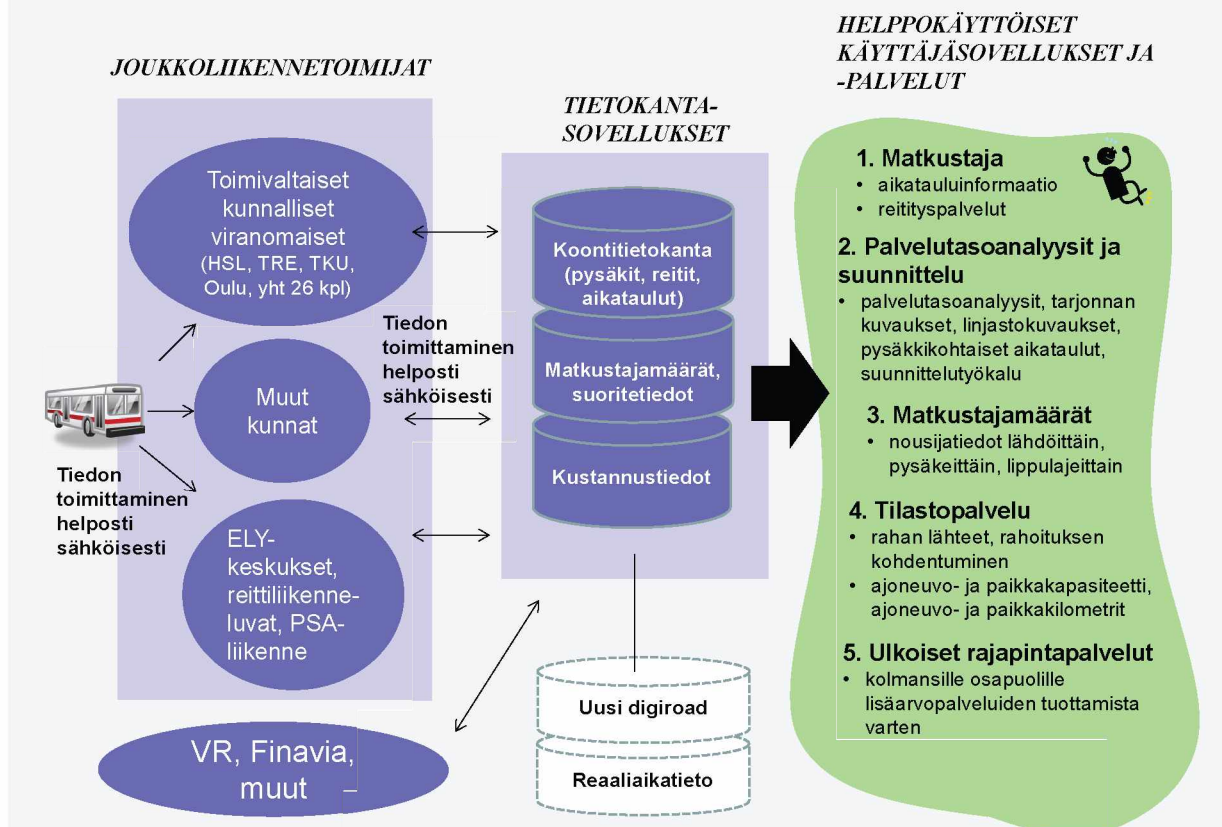 JOUKKOLIIKENNETOIMIJAT
Toimivaltaiset
kunnalliset
viranomaiset
(HSL, TRE, TKU,
Oulu, yht 26 kpl)
Muut
kunnat
Tiedon
toimittaminen
helposti
sähköisesti
ELY-
keskukset,
reittiliikenne-
luvat, PSA-
liikenne
VR, Finavia,
muut
Tiedon
toimittaminen
helposti
sähköisesti
TIETOKANTA-
SOVELLUKSET
Koontitietokanta
(pysäkit, reitit,
aikataulut)
Matkustajamäärät,
suoritetiedot
Kustannustiedot
Uusi digiroad
Reaaliaikatieto
HELPPOKÄYTTÖISET
KÄYTTÄJÄSOVELLUKSET JA
-PALVELUT
1. Matkustaja
• aikatauluinformaatio
• reitityspalvelut
2. Palvelutasoanalyysit ja
suunnittelu
• palvelutasoanalyysit, tarjonnan
kuvaukset, linjastokuvaukset,
pysäkkikohtaiset aikataulut,
suunnittelutyökalu
3. Matkustajamäärät
• nousijatiedot lähdöittäin,
pysäkeittäin, lippulajeittain
4. Tilastopalvelu
• rahan lähteet, rahoituksen
kohdentuminen
• ajoneuvo- ja paikkakapasiteetti,
ajoneuvo- ja paikkakilometrit
5. Ulkoiset rajapintapalvelut
• kolmansille osapuolille
lisäarvopalveluiden tuottamista
varten